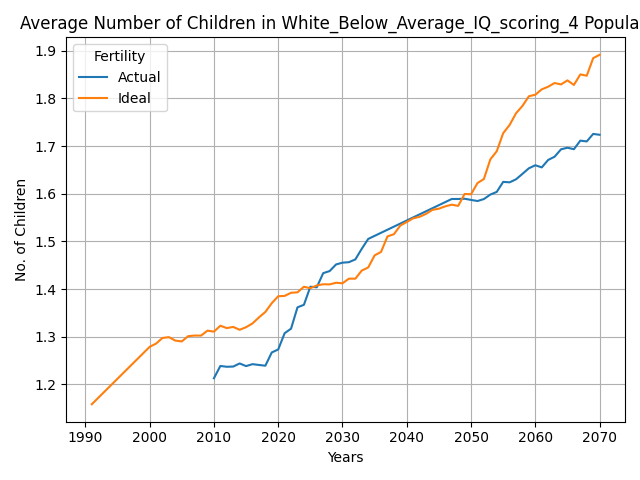 Average Number of Children in White_Below_Average_IQ_scoring_4 Popula
Fertility
Actual
Ideal
No. of Children
1.9
1.8
1.7
1.6
1.5
1.4
1.3
1.2
1990 2000 2010 2020 2030 2040 2050 2060 2070
Years